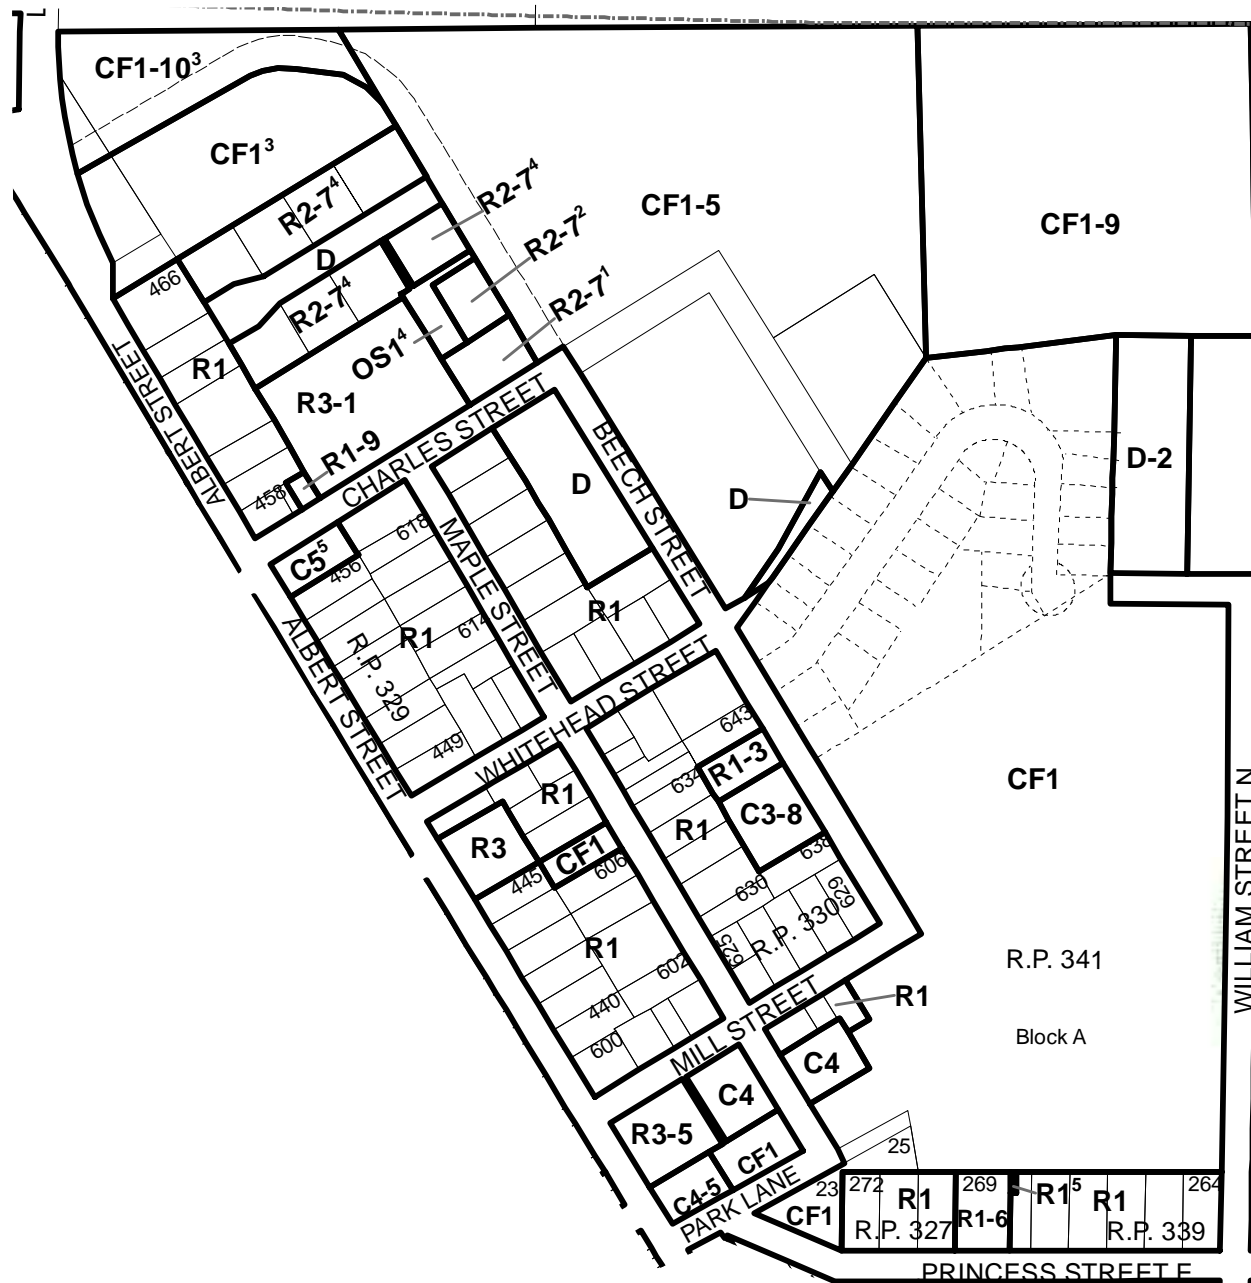 L
CF1-10³
CF1³
R2-7⁴
R2-7⁴
CF1-5
CF1-9
R2-7²
D
R2-7¹
466
R2-7⁴
OS1⁴
ALBERT STREET
R1
R3-1
CHARLES STREET
BEECH STREET
R1-9
458
D
D
D-2
C5⁵
456
618
MAPLE STREET
614
R1
R1
R.P. 329
ALBERT STREET
449
WHITEHEAD STREET
643
634
R1-3
CF1
WILLIAM STREET N
R1
R3
CF1
R1
C3-8
445
606
638
630
629
R.P. 330
625
R1
602
440
600
R.P. 341
R1
MILL STREET
Block A
C4
C4
R3-5
CF1
25
C4-5
PARK LANE
23
CF1
272
R1
R.P. 327
269
R1-6
R1⁵
R1
264
R.P. 339
PRINCESS STREET E